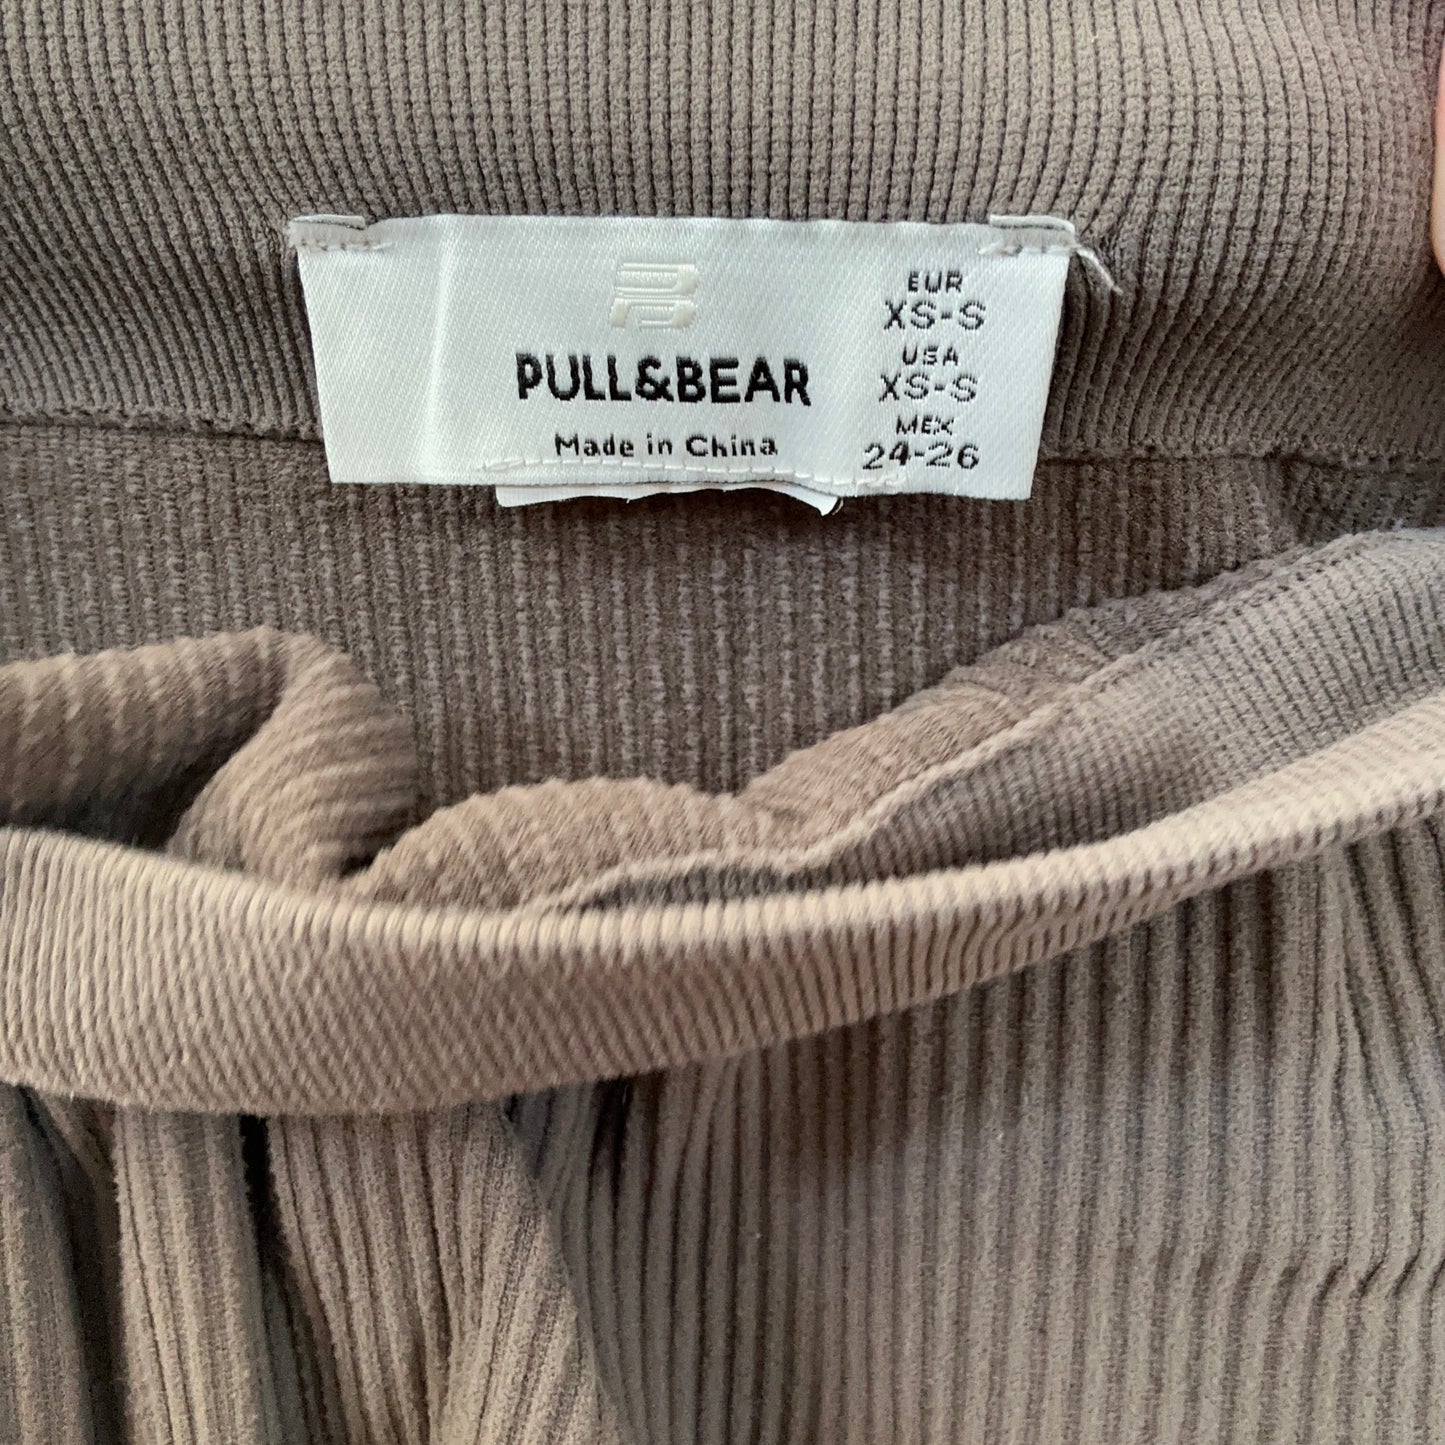 PULL&BEAR
Made in China
EUR
XS-S
USA
XS-S
MEX
24-26